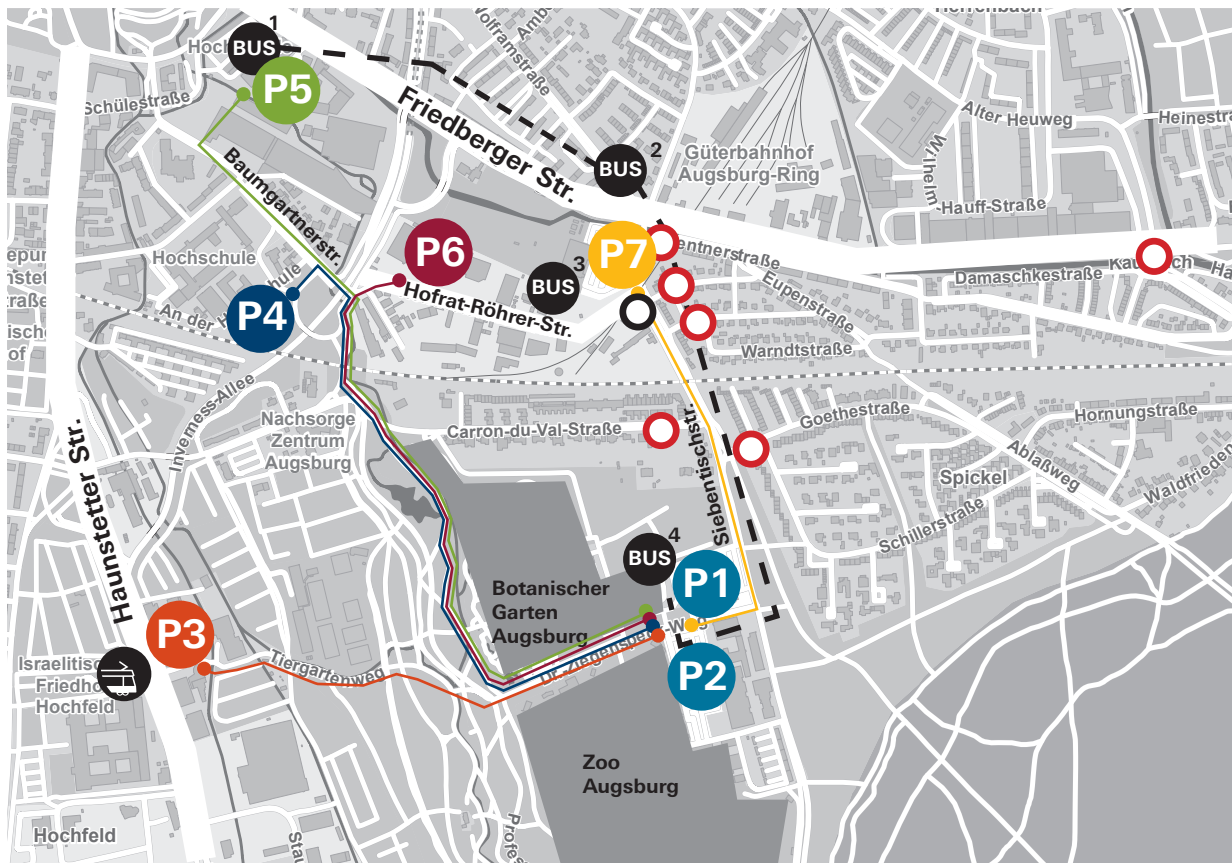 1
BUS
P5
Schülestraße
Baumgartnerstr.
Friedberger Str.
BUS
2
Güterbahnhof
Augsburg-Ring
Alter Heuweg
Hauff-Straße
Damaschkestraße
Hochschule
An der
P4
P6
Hofrat-Röhrer-Str.
BUS
3
P7
Eupenstraße
Warndtstraße
Goethestraße
Hornungstraße
Ablaßweg
Spickel
Schillerstraße
Inverness-Allee
Nachsorge
Zentrum
Augsburg
Carron-du-Val-Straße
Siebentischstr.
Haunstetter Str.
BUS
4
P1
Botanischer
Garten
Augsburg
P2
P3
Tiergartenweg
Hochfeld
Zoo
Augsburg
Hochfeld